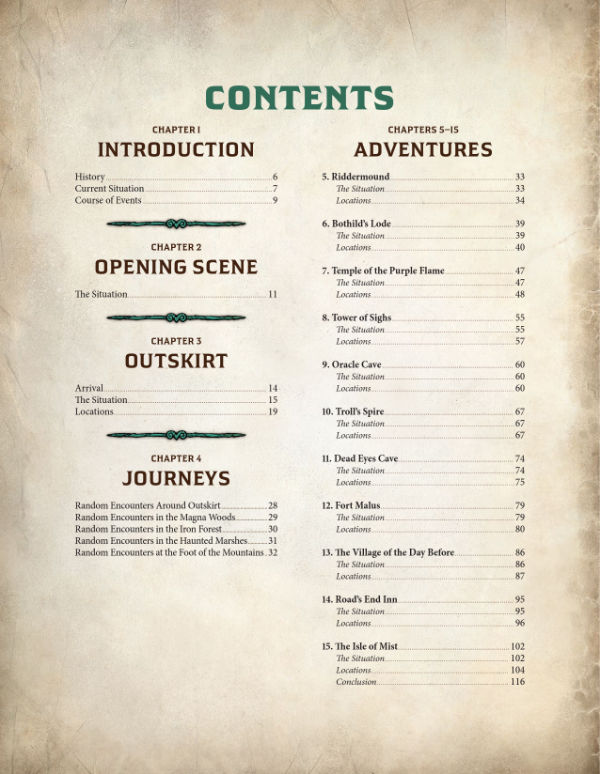 CONTENTS
CHAPTER 1
INTRODUCTION
History 6
Current Situation 7
Course of Events 9
CHAPTER 2
OPENING SCENE
The Situation 11
CHAPTER 3
OUTSKIRT
Arrival 14
The Situation 15
Locations 19
CHAPTER 4
JOURNEYS
Random Encounters Around Outskirt 28
Random Encounters in the Magna Woods 29
Random Encounters in the Iron Forest 30
Random Encounters in the Haunted Marshes 31
Random Encounters at the Foot of the Mountains 32
CHAPTERS 5–15
ADVENTURES
5. Riddermound 33
The Situation 33
Locations 34
6. Bothild's Lode 39
The Situation 39
Locations 40
7. Temple of the Purple Flame 47
The Situation 47
Locations 48
8. Tower of Sighs 55
The Situation 55
Locations 57
9. Oracle Cave 60
The Situation 60
Locations 60
10. Troll's Spire 67
The Situation 67
Locations 67
11. Dead Eyes Cave 74
The Situation 74
Locations 75
12. Fort Malus 79
The Situation 79
Locations 80
13. The Village of the Day Before 86
The Situation 86
Locations 87
14. Road's End Inn 95
The Situation 95
Locations 96
15. The Isle of Mist 102
The Situation 102
Locations 104
Conclusion 116